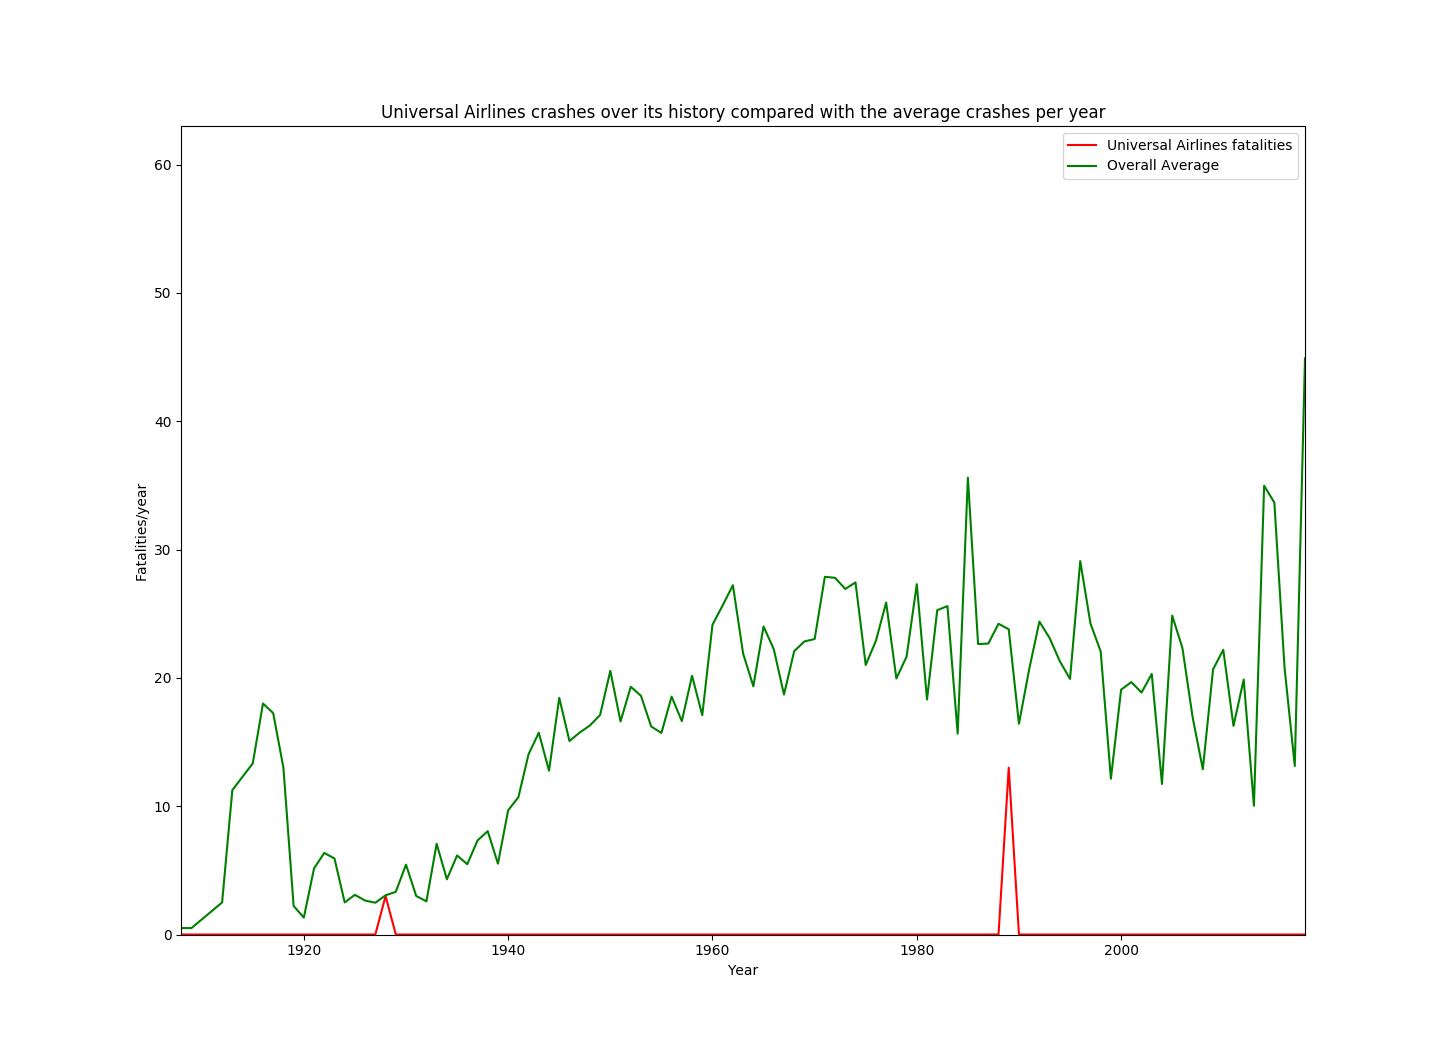 Universal Airlines crashes over its history compared with the average crashes per year
Universal Airlines fatalities
Overall Average
60
50
40
30
20
10
0
Fatalities/year
1920 1940 1960 1980 2000
Year